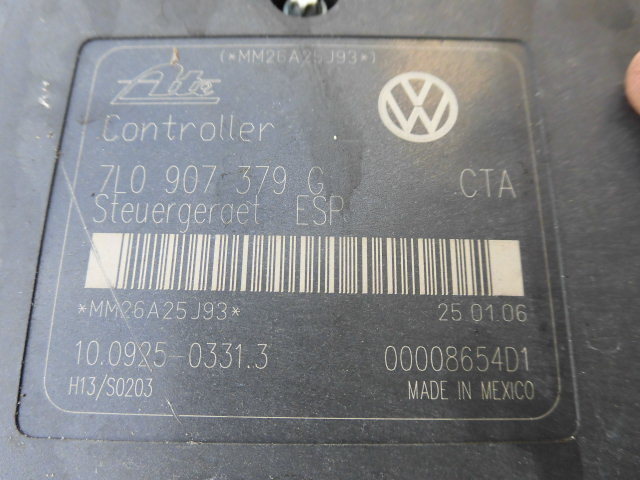 (*MM26A25J93*)
Ate
Controller
7L0 907 379 G CTA
Steuergeraet ESP
*MM26A25J93* 25.01.06
10.0925-0331.3 00008654D1
H13/S0203 MADE IN MEXICO